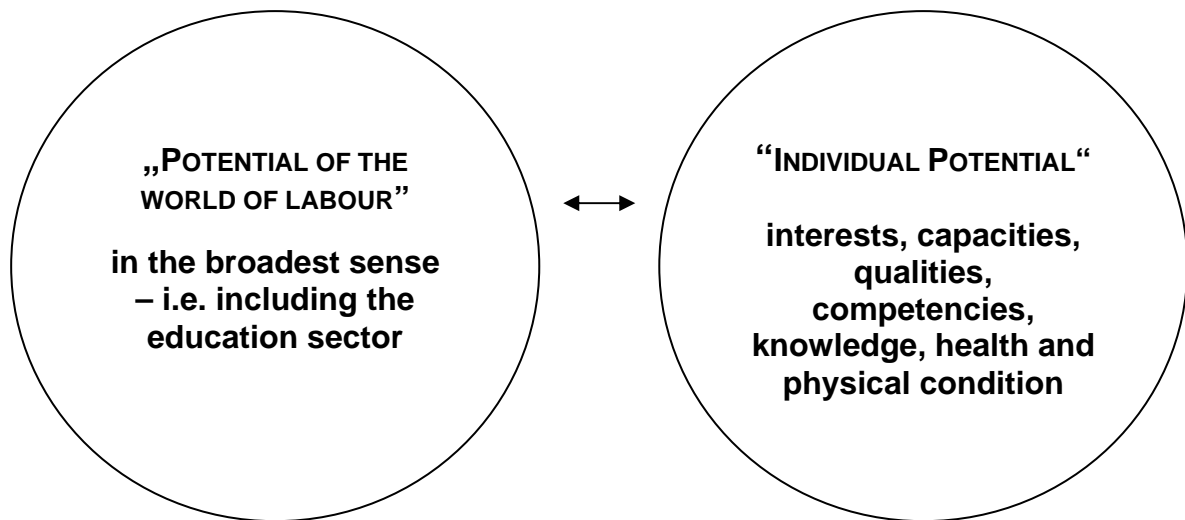 „POTENTIAL OF THE
WORLD OF LABOUR”
in the broadest sense
– i.e. including the
education sector
“INDIVIDUAL POTENTIAL“
interests, capacities,
qualities,
competencies,
knowledge, health and
physical condition